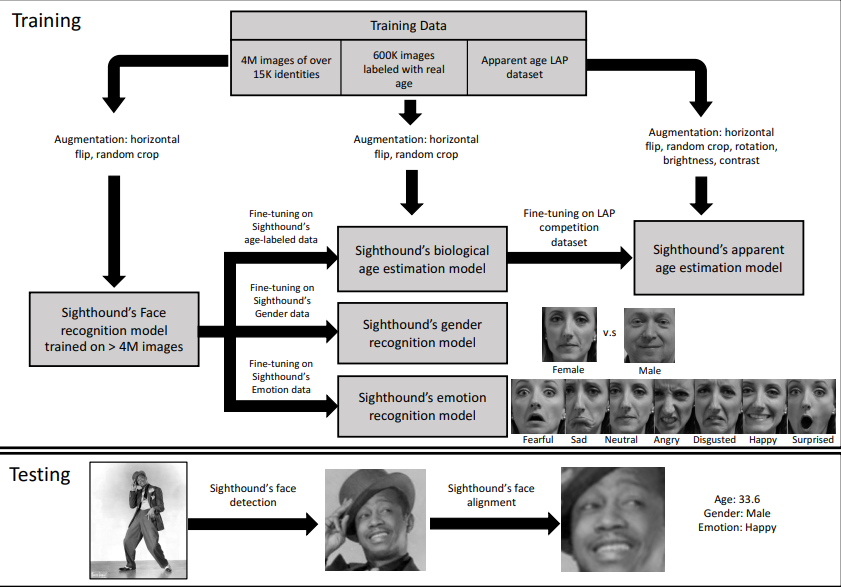 Training
Training Data
4M images of over
15K identities
600K images
labeled with real
age
Apparent age LAP
dataset
Augmentation: horizontal
flip, random crop
Augmentation: horizontal
flip, random crop
Augmentation: horizontal
flip, random crop, rotation,
brightness, contrast
Fine-tuning on
Sighthound's
age-labeled data
Sighthound's biological
age estimation model
Fine-tuning on LAP
competition
dataset
Sighthound's apparent
age estimation model
Sighthound's Face
recognition model
trained on > 4M images
Fine-tuning on
Sighthound's
Gender data
Sighthound's gender
recognition model
v.s
Female
Male
Fine-tuning on
Sighthound's
Emotion data
Sighthound's emotion
recognition model
Fearful
Sad
Neutral
Angry
Disgusted
Happy
Surprised
Testing
Sighthound's face
detection
Sighthound's face
alignment
Age: 33.6
Gender: Male
Emotion: Happy